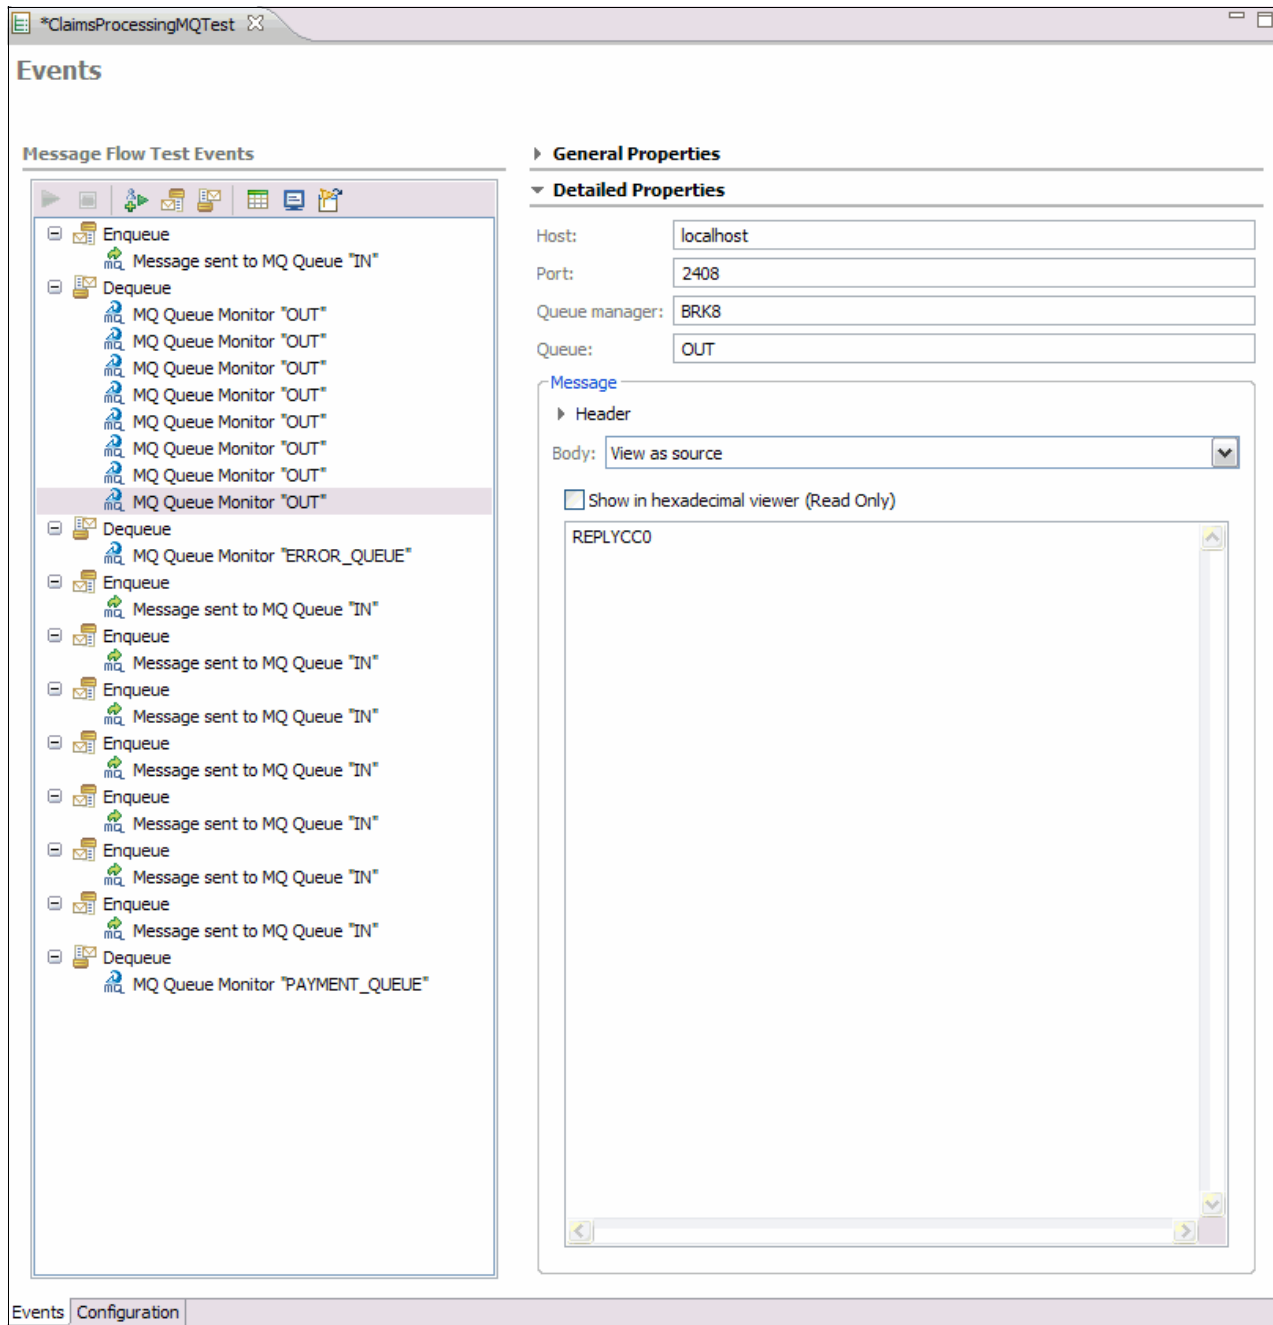 *ClaimsProcessingMQTest
Events
Message Flow Test Events
Enqueue
Message sent to MQ Queue "IN"
Dequeue
MQ Queue Monitor "OUT"
MQ Queue Monitor "OUT"
MQ Queue Monitor "OUT"
MQ Queue Monitor "OUT"
MQ Queue Monitor "OUT"
MQ Queue Monitor "OUT"
MQ Queue Monitor "OUT"
MQ Queue Monitor "OUT"
Dequeue
MQ Queue Monitor "ERROR_QUEUE"
Enqueue
Message sent to MQ Queue "IN"
Enqueue
Message sent to MQ Queue "IN"
Enqueue
Message sent to MQ Queue "IN"
Enqueue
Message sent to MQ Queue "IN"
Enqueue
Message sent to MQ Queue "IN"
Enqueue
Message sent to MQ Queue "IN"
Enqueue
Message sent to MQ Queue "IN"
Dequeue
MQ Queue Monitor "PAYMENT_QUEUE"
General Properties
Detailed Properties
Host: localhost
Port: 2408
Queue manager: BRK8
Queue: OUT
Message
Header
Body: View as source
Show in hexadecimal viewer (Read Only)
REPLYCC0
Events Configuration